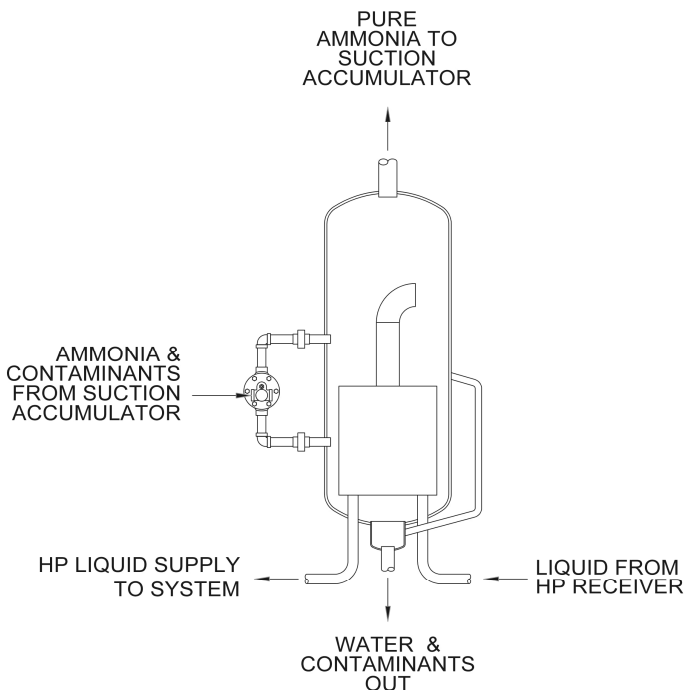 PURE
AMMONIA TO
SUCTION
ACCUMULATOR
AMMONIA &
CONTAMINANTS
FROM SUCTION
ACCUMULATOR
HP LIQUID SUPPLY
TO SYSTEM
LIQUID FROM
HP RECEIVER
WATER &
CONTAMINANTS
OUT